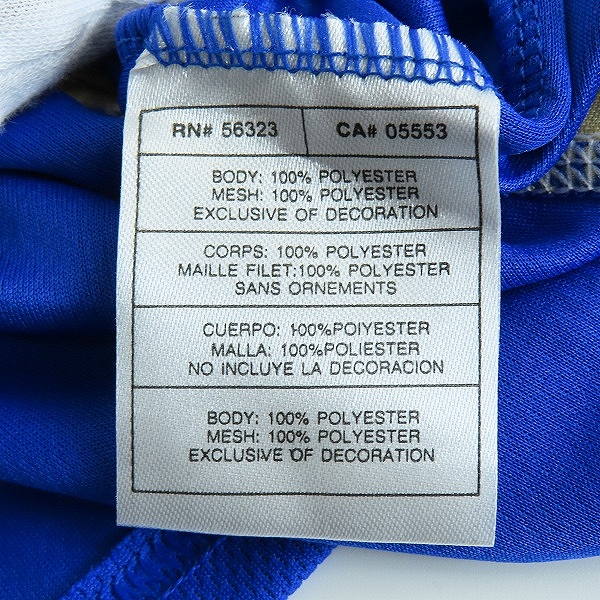 RN# 56323 CA# 05553
BODY: 100% POLYESTER
MESH: 100% POLYESTER
EXCLUSIVE OF DECORATION
CORPS: 100% POLYESTER
MAILLE FILET:100% POLYESTER
SANS ORNEMENTS
CUERPO: 100%POIYESTER
MALLA: 100%POLIESTER
NO INCLUYE LA DECORACION
BODY: 100% POLYESTER
MESH: 100% POLYESTER
EXCLUSIVE OF DECORATION